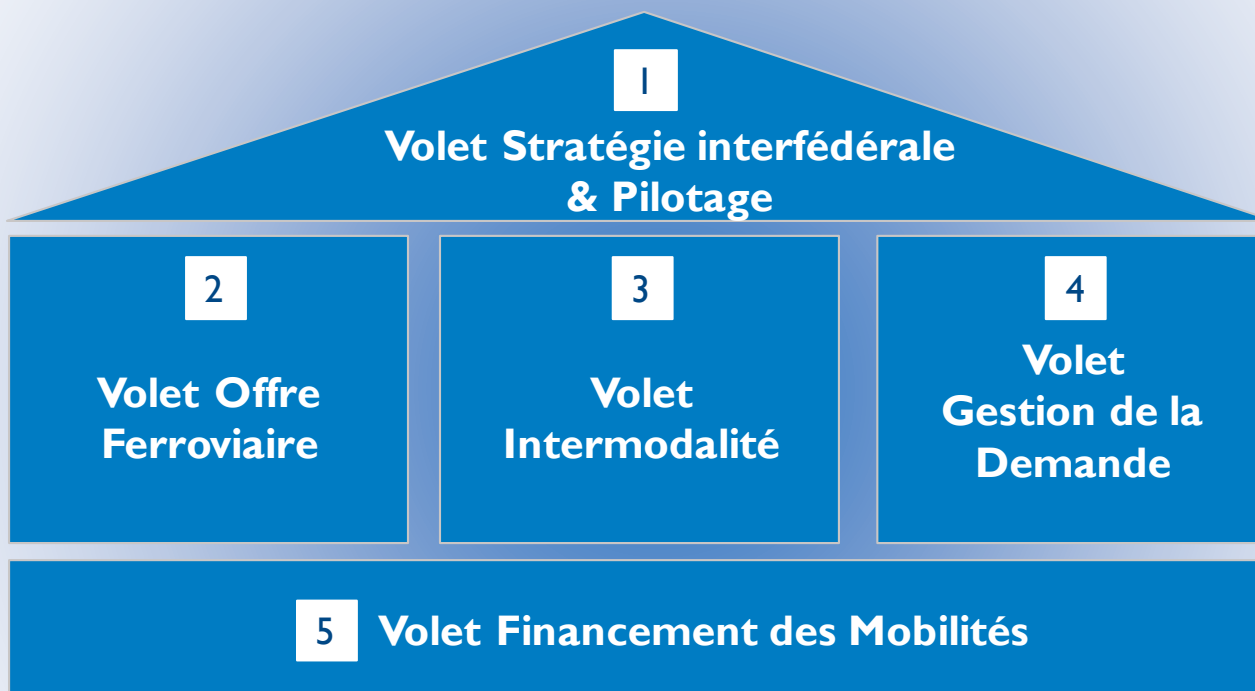 1
Volet Stratégie interfédérale
& Pilotage
2
Volet Offre
Ferroviaire
3
Volet
Intermodalité
4
Volet
Gestion de la
Demande
5 Volet Financement des Mobilités